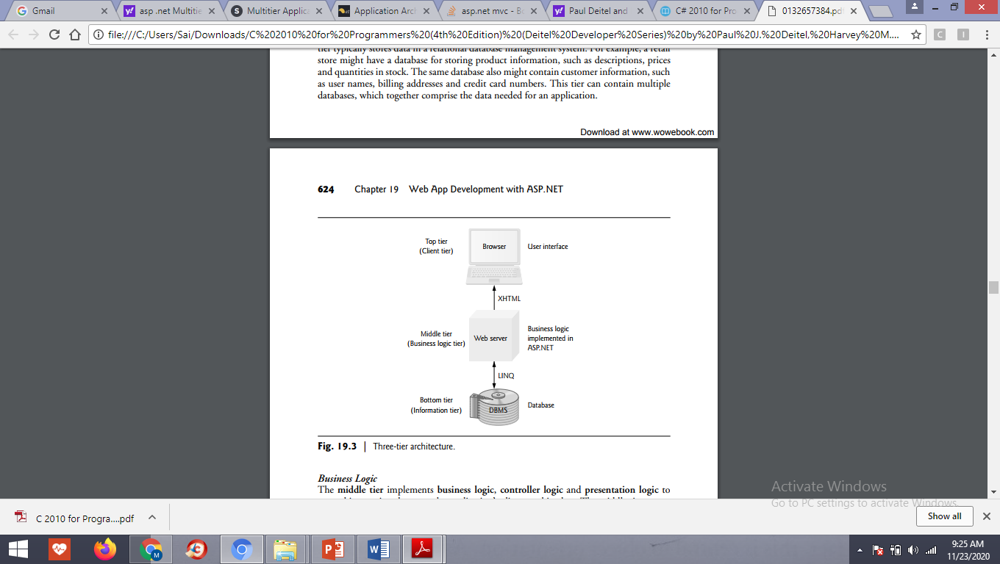 Gmail
asp .net Multitie
Multitier Applica
Application Arc
asp.net mvc - B
Paul Deitel and
C# 2010 for Pro
0132657384.pd
file:///C:/Users/Sai/Downloads/C%202010%20for%20Programmers%20(4th%20Edition)%20(Deitel%20Developer%20Series)%20by%20Paul%20J.%20Deitel,%20Harvey%20M....
tier typically stores data in a relational database management system. For example, a retail
store might have a database for storing product information, such as descriptions, prices
and quantities in stock. The same database also might contain customer information, such
as user names, billing addresses and credit card numbers. This tier can contain multiple
databases, which together comprise the data needed for an application.
Download at www.wowebook.com
624 Chapter 19 Web App Development with ASP.NET
Top tier
(Client tier)
Browser
User interface
XHTML
Middle tier
(Business logic tier)
Web server
Business logic
implemented in
ASP.NET
LINQ
Bottom tier
(Information tier)
DBMS
Database
Fig. 19.3 | Three-tier architecture.
Business Logic
The middle tier implements business logic, controller logic and presentation logic to
Activate Windows
Go to PC settings to activate Windows.
C 2010 for Progra....pdf
Show all
9:25 AM
11/23/2020